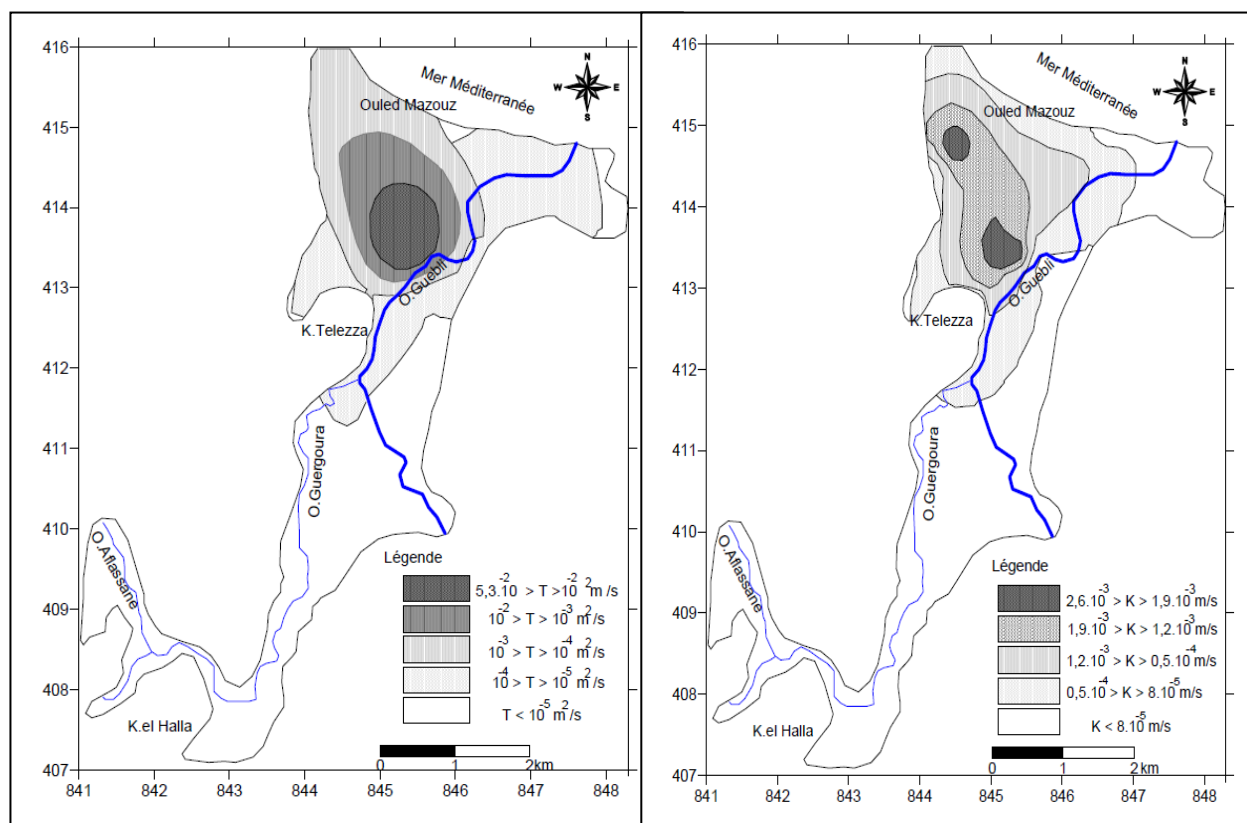 416
415
414
413
412
411
410
409
408
407
841 842 843 844 845 846 847 848
Mer Méditerranée
N
W E
S
Ouled Mazouz
O.Guebli
K.Telezza
O.Guergoura
O.Aflassane
K.el Halla
Légende
5,3.10⁻² > T >10⁻² m²/s
10⁻² > T > 10⁻³ m²/s
10⁻³ > T > 10⁻⁴ m²/s
10⁻⁴ > T > 10⁻⁵ m²/s
T < 10⁻⁵ m²/s
0 1 2km
416
415
414
413
412
411
410
409
408
407
841 842 843 844 845 846 847 848
Mer Méditerranée
N
W E
S
Ouled Mazouz
O.Guebli
K.Telezza
O.Guergoura
O.Aflassane
K.el Halla
Légende
2,6.10⁻³ > K > 1,9.10⁻³ m/s
1,9.10⁻³ > K > 1,2.10⁻³ m/s
1,2.10⁻³ > K > 0,5.10⁻⁴ m/s
0,5.10⁻⁴ > K > 8.10⁻⁵ m/s
K < 8.10⁻⁵ m/s
0 1 2km